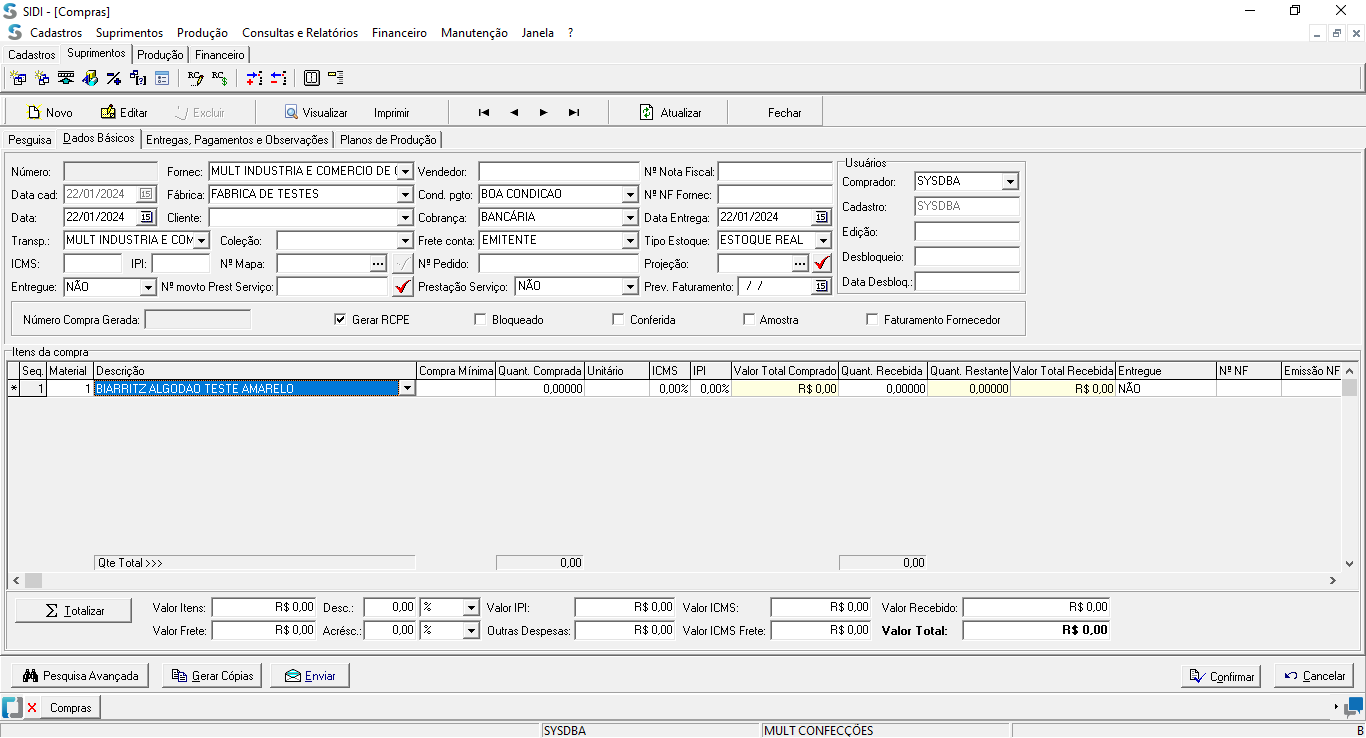 SIDI - [Compras]
Cadastros Suprimentos Produção Consultas e Relatórios Financeiro Manutenção Janela ?
Cadastros Suprimentos Produção Financeiro
Novo Editar Excluir Visualizar Imprimir Atualizar Fechar
Pesquisa Dados Básicos Entregas, Pagamentos e Observações Planos de Produção
Usuários
Número: Fornec: MULT INDUSTRIA E COMERCIO DE ( Vendedor: Nº Nota Fiscal: Comprador: SYSDBA
Data cad: 22/01/2024 15 Fábrica: FABRICA DE TESTES Cond. pgto: BOA CONDICAO Nº NF Fornec: Cadastro: SYSDBA
Data: 22/01/2024 15 Cliente: Cobrança: BANCÁRIA Data Entrega: 22/01/2024 15 Edição:
Transp.: MULT INDUSTRIA E COM Coleção: Frete conta: EMITENTE Tipo Estoque: ESTOQUE REAL
ICMS: IPI: Nº Mapa: ... Nº Pedido: Projeção: ... Desbloqueio:
Entregue: NÃO Nº movto Prest Serviço: Prestação Serviço: NÃO Prev. Faturamento: / / 15 Data Desbloq.:
Número Compra Gerada: Gerar RCPE Bloqueado Conferida Amostra Faturamento Fornecedor
Itens da compra
Seq. Material Descrição Compra Mínima Quant. Comprada Unitário ICMS IPI Valor Total Comprado Quant. Recebida Quant. Restante Valor Total Recebida Entregue Nº NF Emissão NF
* 1 1 BIARRITZ ALGODAO TESTE AMARELO 0,00000 0,00% 0,00% R$ 0,00 0,00000 0,00000 R$ 0,00 NÃO
Qte Total >>> 0,00 0,00
Σ Totalizar Valor Itens: R$ 0,00 Desc.: 0,00 % Valor IPI: R$ 0,00 Valor ICMS: R$ 0,00 Valor Recebido: R$ 0,00
Valor Frete: R$ 0,00 Acrésc.: 0,00 % Outras Despesas: R$ 0,00 Valor ICMS Frete: R$ 0,00 Valor Total: R$ 0,00
Pesquisa Avançada Gerar Cópias Enviar Confirmar Cancelar
Compras
SYSDBA MULT CONFECÇÕES B